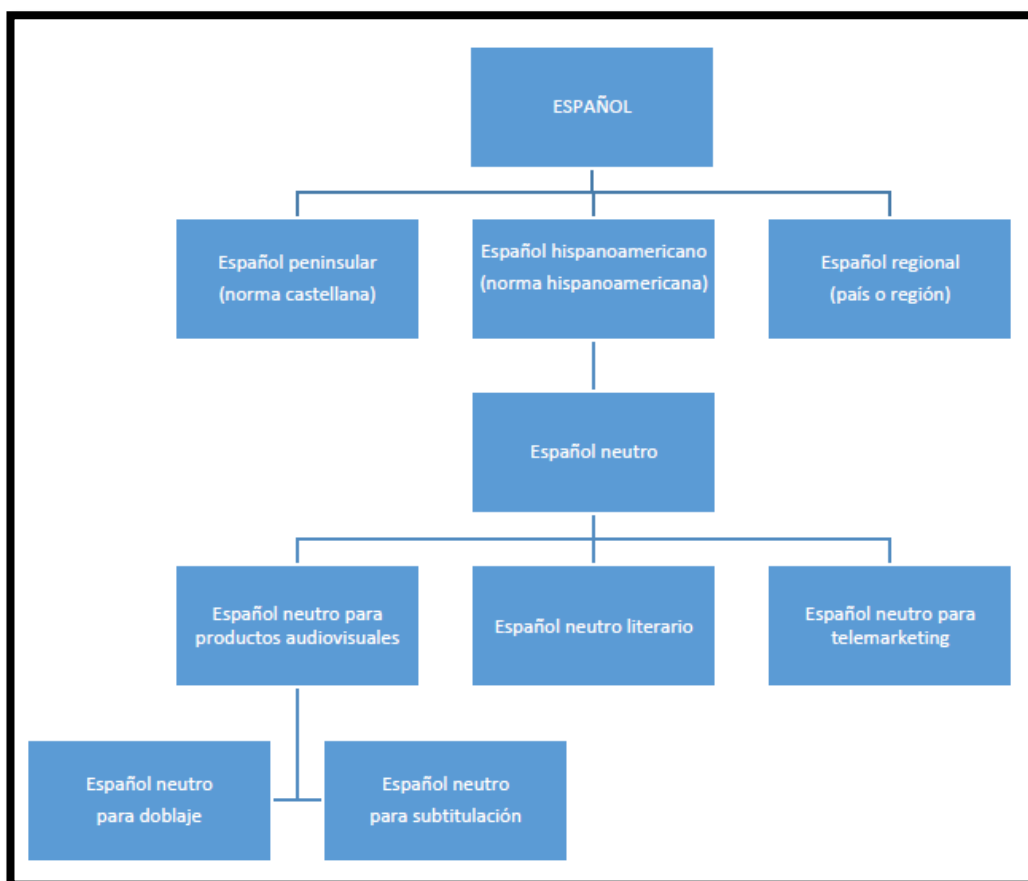 ESPAÑOL
Español peninsular
(norma castellana)
Español hispanoamericano
(norma hispanoamericana)
Español regional
(país o región)
Español neutro
Español neutro para
productos audiovisuales
Español neutro literario
Español neutro para
telemarketing
Español neutro
para doblaje
Español neutro
para subtitulación